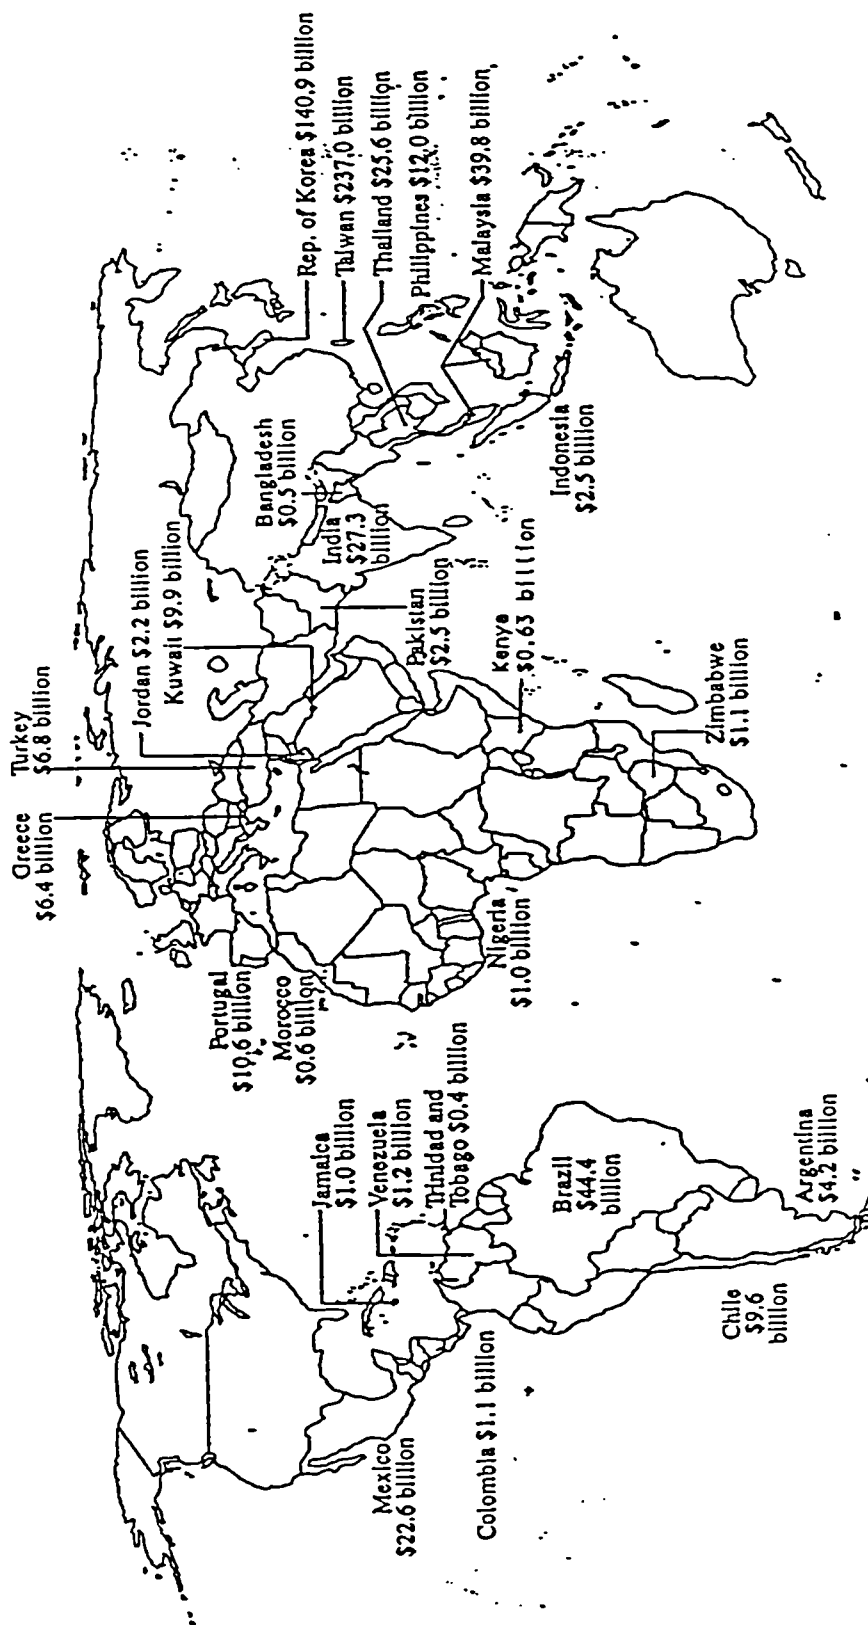 Greece
$6.4 billion
Turkey
$6.8 billion
Jordan $2.2 billion
Kuwait $9.9 billion
Bangladesh
$0.5 billion
India
$27.3
billion
Pakistan
$2.5 billion
Rep. of Korea $140.9 billion
Taiwan $237.0 billion
Thailand $25.6 billion
Philippines $12.0 billion
Malaysia $39.8 billion
Indonesia
$2.5 billion
Portugal
$10.6 billion
Morocco
$0.6 billion
Nigeria
$1.0 billion
Kenya
$0.63 billion
Zimbabwe
$1.1 billion
Jamaica
$1.0 billion
Venezuela
$1.2 billion
Trinidad and
Tobago $0.4 billion
Mexico
$22.6 billion
Colombia $1.1 billion
Brazil
$44.4
billion
Chile
$9.6
billion
Argentina
$4.2 billion